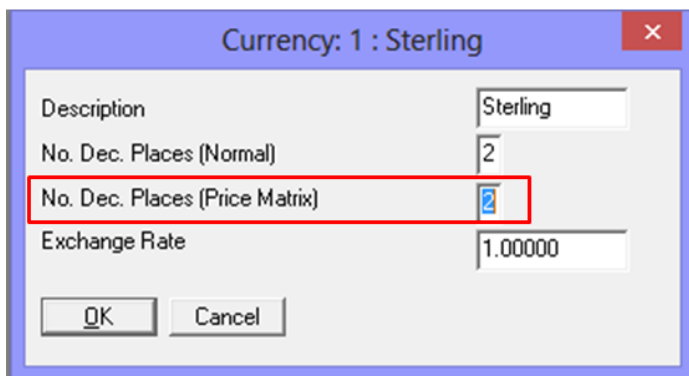 Currency: 1 : Sterling
Description Sterling
No. Dec. Places (Normal) 2
No. Dec. Places (Price Matrix) 2
Exchange Rate 1.00000
OK Cancel